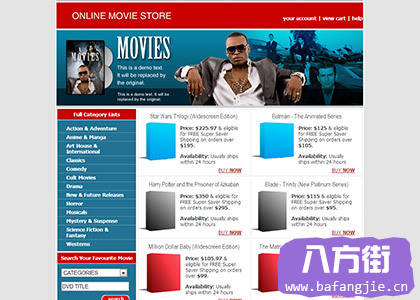 ONLINE MOVIE STORE
your account | view cart | help
MOVIES
MOVIES
This is a demo text.
It will be replaced by
the original.
This is a demo text.
It will be replaced by the original.
Full Category Lists
Action & Adventure
Anime & Manga
Art House &
International
Classics
Comedy
Cult Movies
Drama
New & Future Releases
Horror
Musicals
Mystery & Suspense
Science Fiction &
Fantasy
Westerns
Search Your Favourite Movie
CATEGORIES
DVD TITLE
search
Star Wars Trilogy (Widescreen Edition)
Price: $225.97 & eligible
for FREE Super Saver
Shipping on orders over
$195.
Availability: Usually ships
within 24 hours
BUY NOW
Batman - The Animated Series
Price: $125 & eligible
for FREE Super Saver
Shipping on orders over
$105.
Availability: Usually
ships within 24 hours
BUY NOW
Harry Potter and the Prisoner of Azkaban
Price: $350 & eligible for
FREE Super Saver Shipping
on orders over $295.
Availability: Usually ships
within 24 hours
BUY NOW
Blade - Trinity (New Platinum Series)
Price: $115 & eligible
for FREE Super Saver
Shipping on orders over
$95.
Availability: Usually
ships within 24 hours
BUY NOW
Million Dollar Baby (Widescreen Edition)
Price: $105.97 &
eligible for FREE Super
Saver Shipping on orders
over $99.
Availability: Usually ships
The Matr
八方街
www.bafangjie.cn